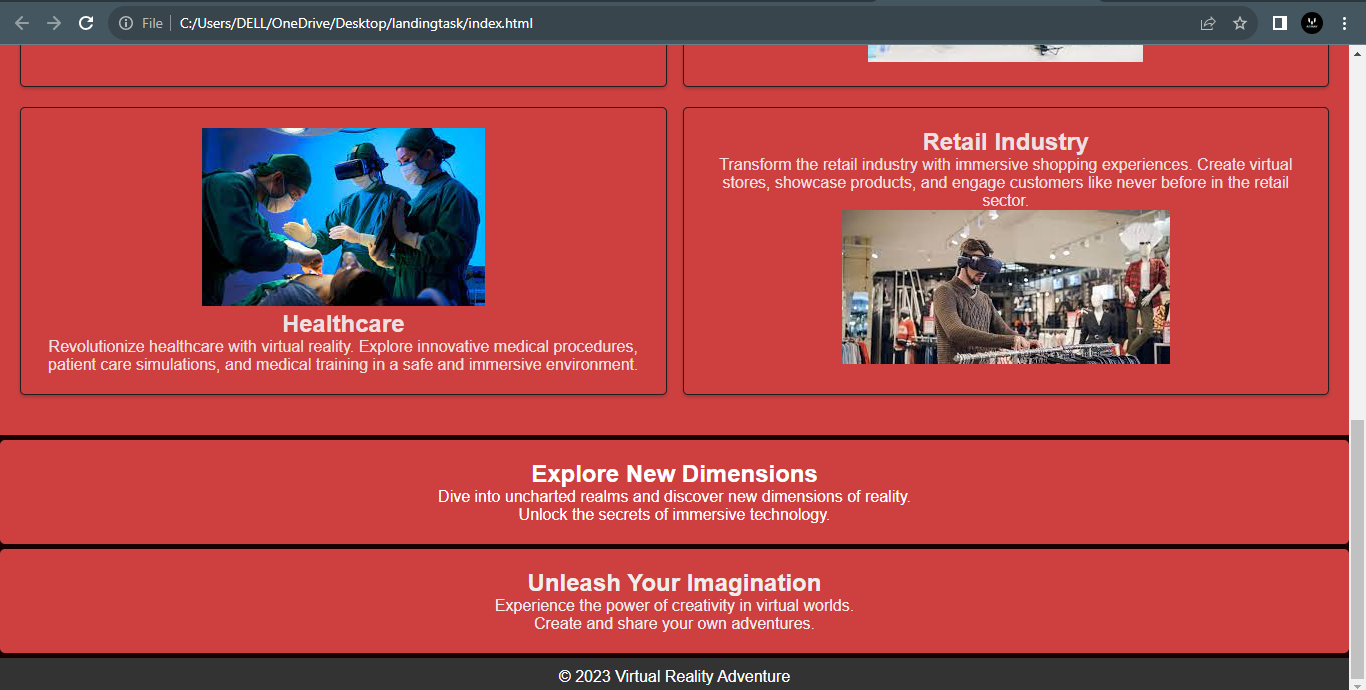 File
C:/Users/DELL/OneDrive/Desktop/landingtask/index.html
Healthcare
Revolutionize healthcare with virtual reality. Explore innovative medical procedures,
patient care simulations, and medical training in a safe and immersive environment.
Retail Industry
Transform the retail industry with immersive shopping experiences. Create virtual
stores, showcase products, and engage customers like never before in the retail
sector.
Explore New Dimensions
Dive into uncharted realms and discover new dimensions of reality.
Unlock the secrets of immersive technology.
Unleash Your Imagination
Experience the power of creativity in virtual worlds.
Create and share your own adventures.
© 2023 Virtual Reality Adventure